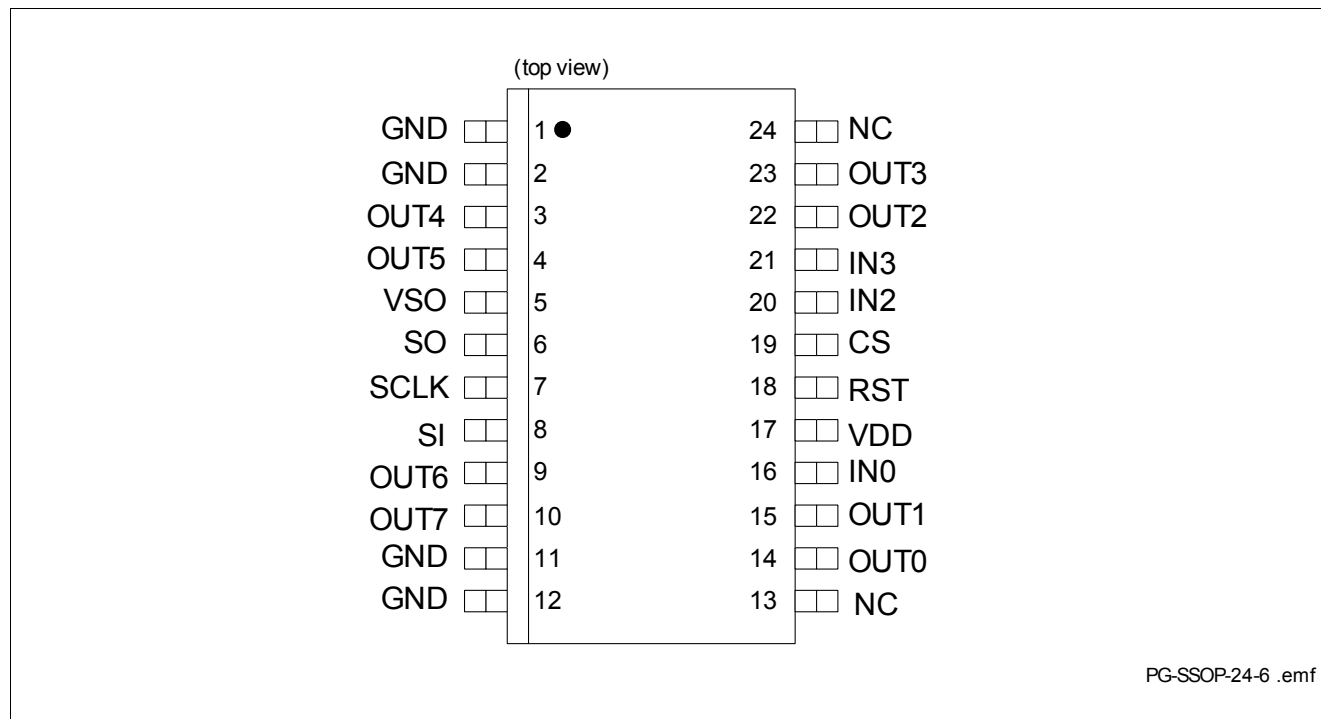 (top view)
GND 1 24 NC
GND 2 23 OUT3
OUT4 3 22 OUT2
OUT5 4 21 IN3
VSO 5 20 IN2
SO 6 19 CS
SCLK 7 18 RST
SI 8 17 VDD
OUT6 9 16 IN0
OUT7 10 15 OUT1
GND 11 14 OUT0
GND 12 13 NC
PG-SSOP-24-6 .emf